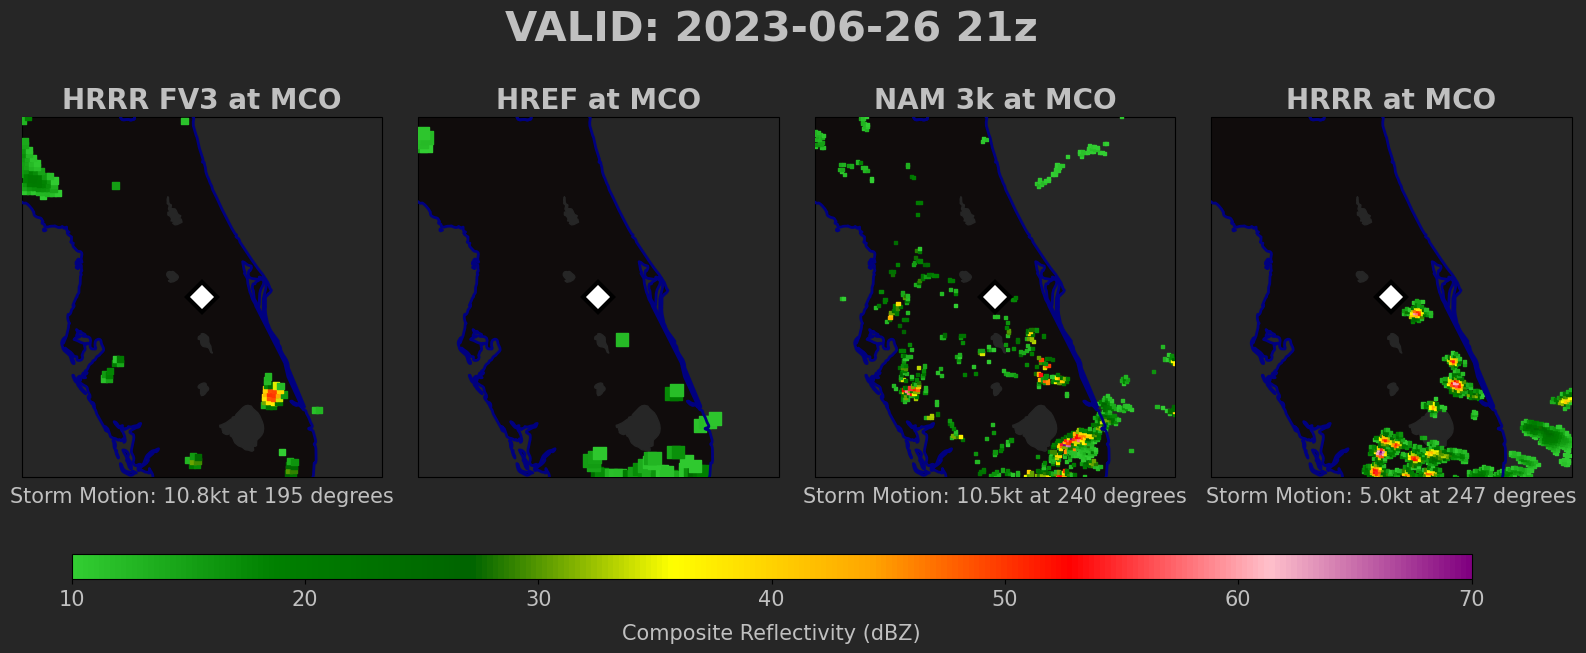 VALID: 2023-06-26 21z
HRRR FV3 at MCO
HREF at MCO
NAM 3k at MCO
HRRR at MCO
Storm Motion: 10.8kt at 195 degrees
Storm Motion: 10.5kt at 240 degrees
Storm Motion: 5.0kt at 247 degrees
10 20 30 40 50 60 70
Composite Reflectivity (dBZ)